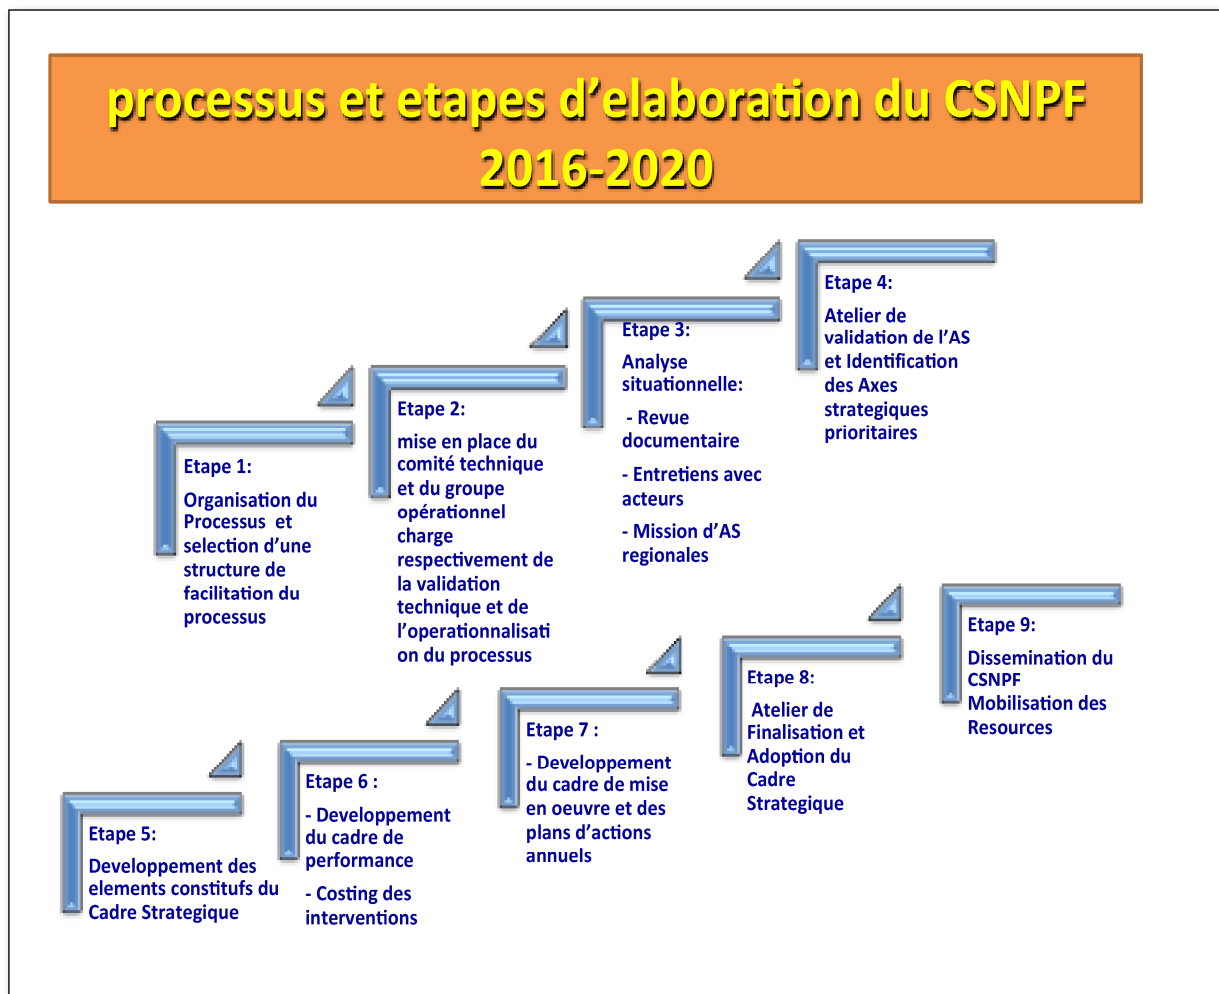 processus et etapes d’elaboration du CSNPF
2016-2020
Etape 1:
Organisation du
Processus et
selection d’une
structure de
facilitation du
processus
Etape 2:
mise en place du
comité technique
et du groupe
opérationnel
charge
respectivement de
la validation
technique et de
l’operationnalisati
on du processus
Etape 3:
Analyse
situationnelle:
- Revue
documentaire
- Entretiens avec
acteurs
- Mission d’AS
regionales
Etape 4:
Atelier de
validation de l’AS
et Identification
des Axes
strategiques
prioritaires
Etape 5:
Developpement des
elements constitufs du
Cadre Strategique
Etape 6 :
- Developpement
du cadre de
performance
- Costing des
interventions
Etape 7 :
- Developpement
du cadre de mise
en oeuvre et des
plans d’actions
annuels
Etape 8:
Atelier de
Finalisation et
Adoption du
Cadre
Strategique
Etape 9:
Dissemination du
CSNPF
Mobilisation des
Resources